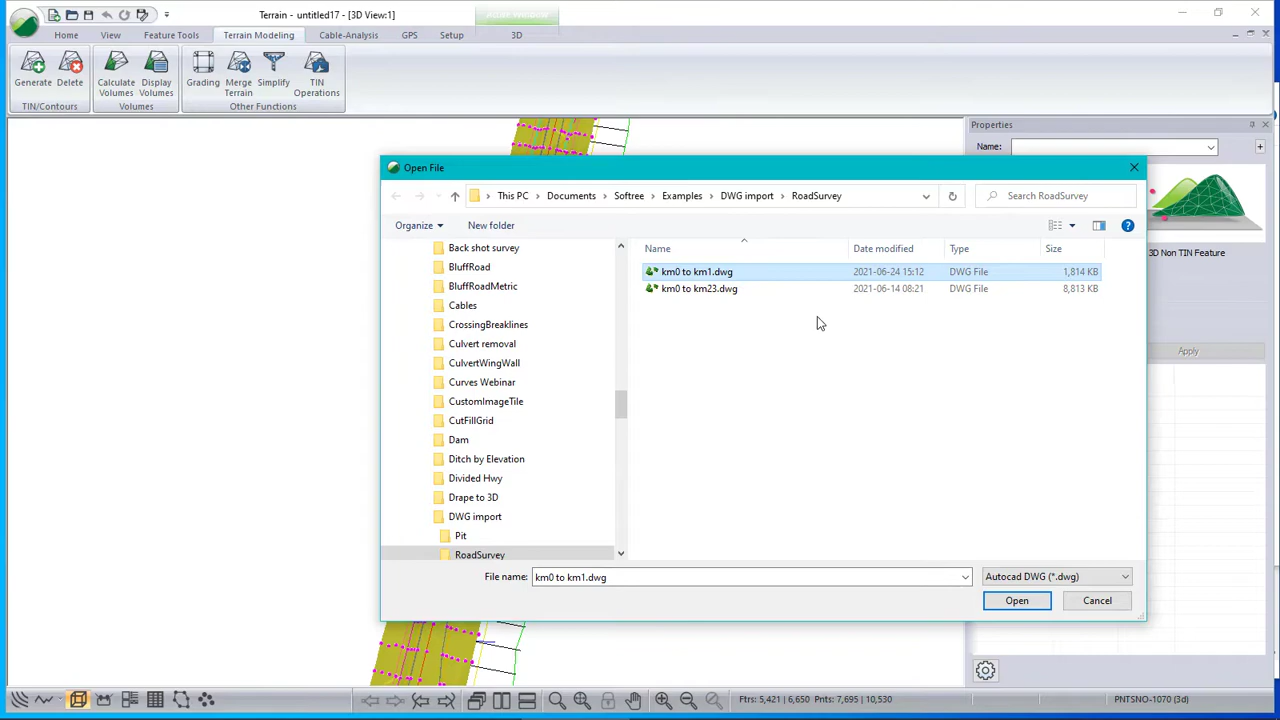 Terrain - untitled17 - [3D View:1]
Home View Feature Tools Terrain Modeling Cable-Analysis GPS Setup 3D
Generate Delete Calculate Volumes Display Volumes Grading Merge Terrain Simplify TIN Operations
TIN/Contours Volumes Other Functions
Properties
Name:
3D Non TIN Feature
Apply
Open File
This PC Documents Softree Examples DWG import RoadSurvey Search RoadSurvey
Organize New folder
Name Date modified Type Size
km0 to km1.dwg 2021-06-24 15:12 DWG File 1,814 KB
km0 to km23.dwg 2021-06-14 08:21 DWG File 8,813 KB
Back shot survey
BluffRoad
BluffRoadMetric
Cables
CrossingBreaklines
Culvert removal
CulvertWingWall
Curves Webinar
CustomImageTile
CutFillGrid
Dam
Ditch by Elevation
Divided Hwy
Drape to 3D
DWG import
Pit
RoadSurvey
File name: km0 to km1.dwg Autocad DWG (*.dwg)
Open Cancel
Ftrs: 5,421 | 6,650 Pnts: 7,695 | 10,530 PNTSNO-1070 (3d)